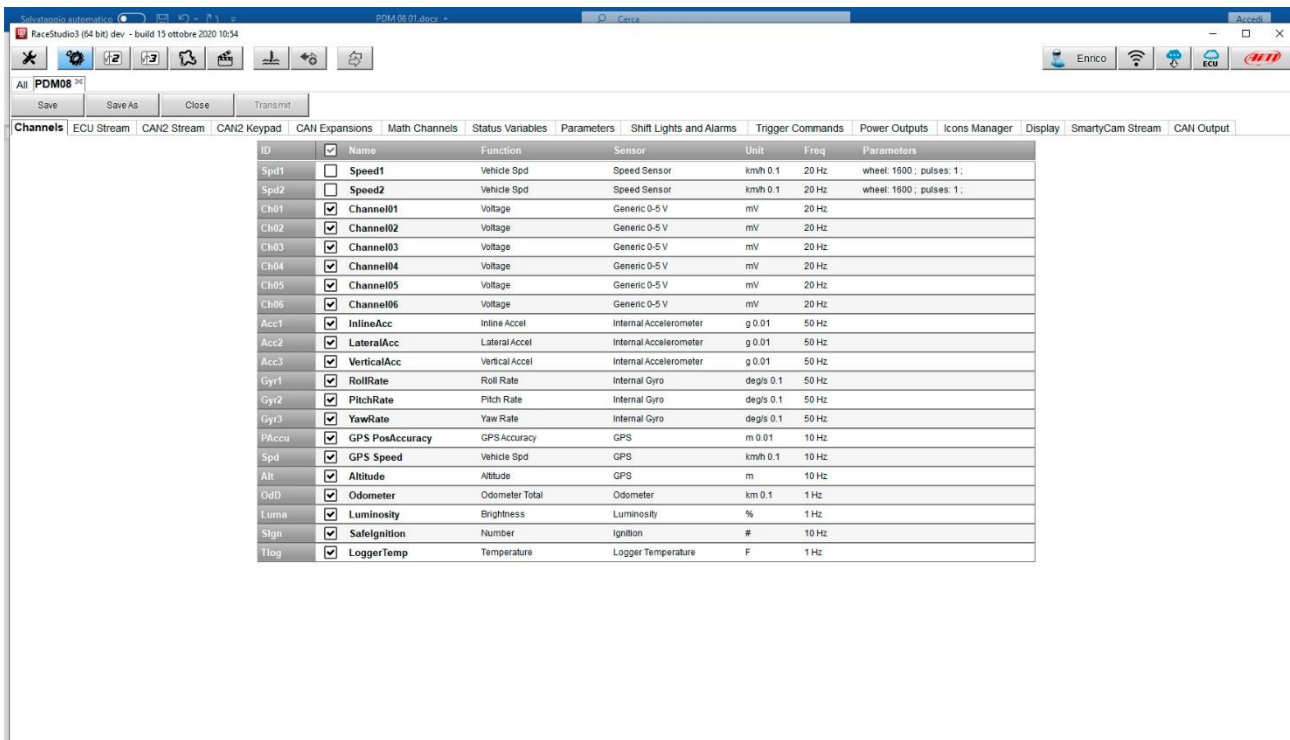 Salvataggio automatico PDM 08 01.docx Cerca Accedi
RaceStudio3 (64 bit) dev - build 15 ottobre 2020 10:54
Enrico ECU AiM
All PDM08
Save Save As Close Transmit
Channels ECU Stream CAN2 Stream CAN2 Keypad CAN Expansions Math Channels Status Variables Parameters Shift Lights and Alarms Trigger Commands Power Outputs Icons Manager Display SmartyCam Stream CAN Output
ID Name Function Sensor Unit Freq Parameters
Spd1 Speed1 Vehicle Spd Speed Sensor km/h 0.1 20 Hz wheel: 1600 ; pulses: 1 ;
Spd2 Speed2 Vehicle Spd Speed Sensor km/h 0.1 20 Hz wheel: 1600 ; pulses: 1 ;
Ch01 Channel01 Voltage Generic 0-5 V mV 20 Hz
Ch02 Channel02 Voltage Generic 0-5 V mV 20 Hz
Ch03 Channel03 Voltage Generic 0-5 V mV 20 Hz
Ch04 Channel04 Voltage Generic 0-5 V mV 20 Hz
Ch05 Channel05 Voltage Generic 0-5 V mV 20 Hz
Ch06 Channel06 Voltage Generic 0-5 V mV 20 Hz
Acc1 InlineAcc Inline Accel Internal Accelerometer g 0.01 50 Hz
Acc2 LateralAcc Lateral Accel Internal Accelerometer g 0.01 50 Hz
Acc3 VerticalAcc Vertical Accel Internal Accelerometer g 0.01 50 Hz
Gyr1 RollRate Roll Rate Internal Gyro deg/s 0.1 50 Hz
Gyr2 PitchRate Pitch Rate Internal Gyro deg/s 0.1 50 Hz
Gyr3 YawRate Yaw Rate Internal Gyro deg/s 0.1 50 Hz
PAccu GPS PosAccuracy GPS Accuracy GPS m 0.01 10 Hz
Spd GPS Speed Vehicle Spd GPS km/h 0.1 10 Hz
Alt Altitude Altitude GPS m 10 Hz
OdD Odometer Odometer Total Odometer km 0.1 1 Hz
Luma Luminosity Brightness Luminosity % 1 Hz
SIgn SafeIgnition Number Ignition # 10 Hz
Tlog LoggerTemp Temperature Logger Temperature F 1 Hz